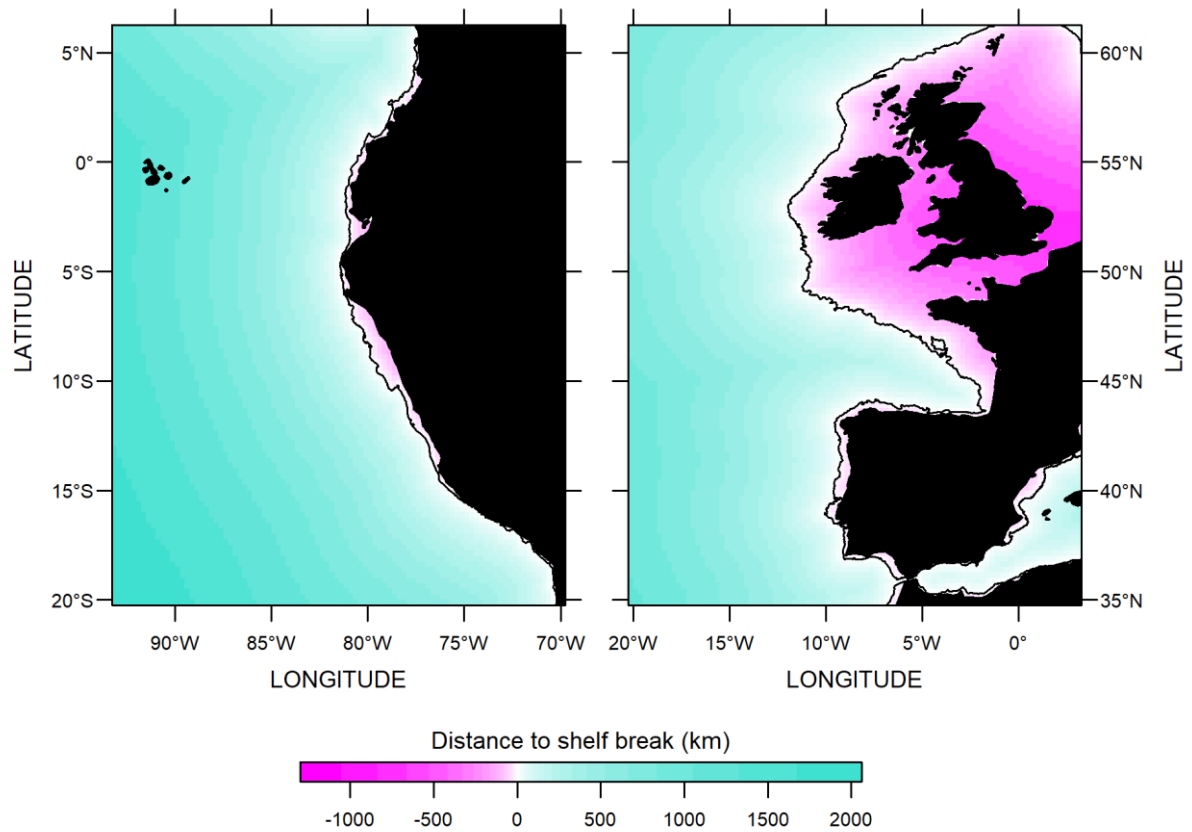 5°N
0°
5°S
10°S
15°S
20°S
LATITUDE
90°W 85°W 80°W 75°W 70°W
LONGITUDE
60°N
55°N
50°N
45°N
40°N
35°N
LATITUDE
20°W 15°W 10°W 5°W 0°
LONGITUDE
Distance to shelf break (km)
-1000 -500 0 500 1000 1500 2000